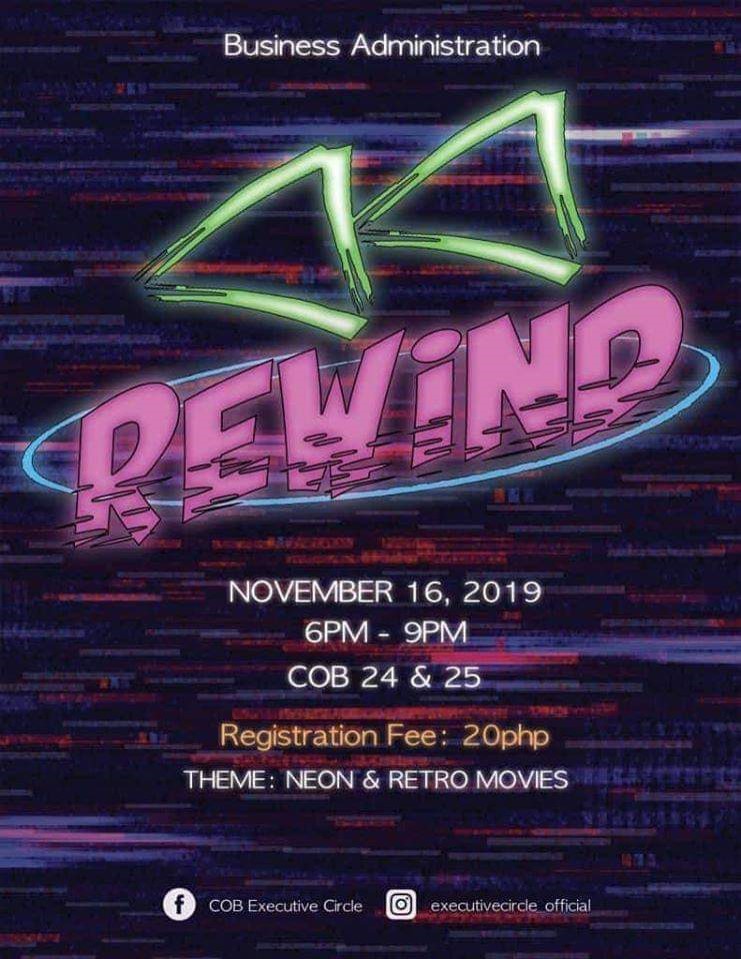 Business Administration
REWiND
NOVEMBER 16, 2019
6PM - 9PM
COB 24 & 25
Registration Fee: 20php
THEME: NEON & RETRO MOVIES
f COB Executive Circle executivecircle_official